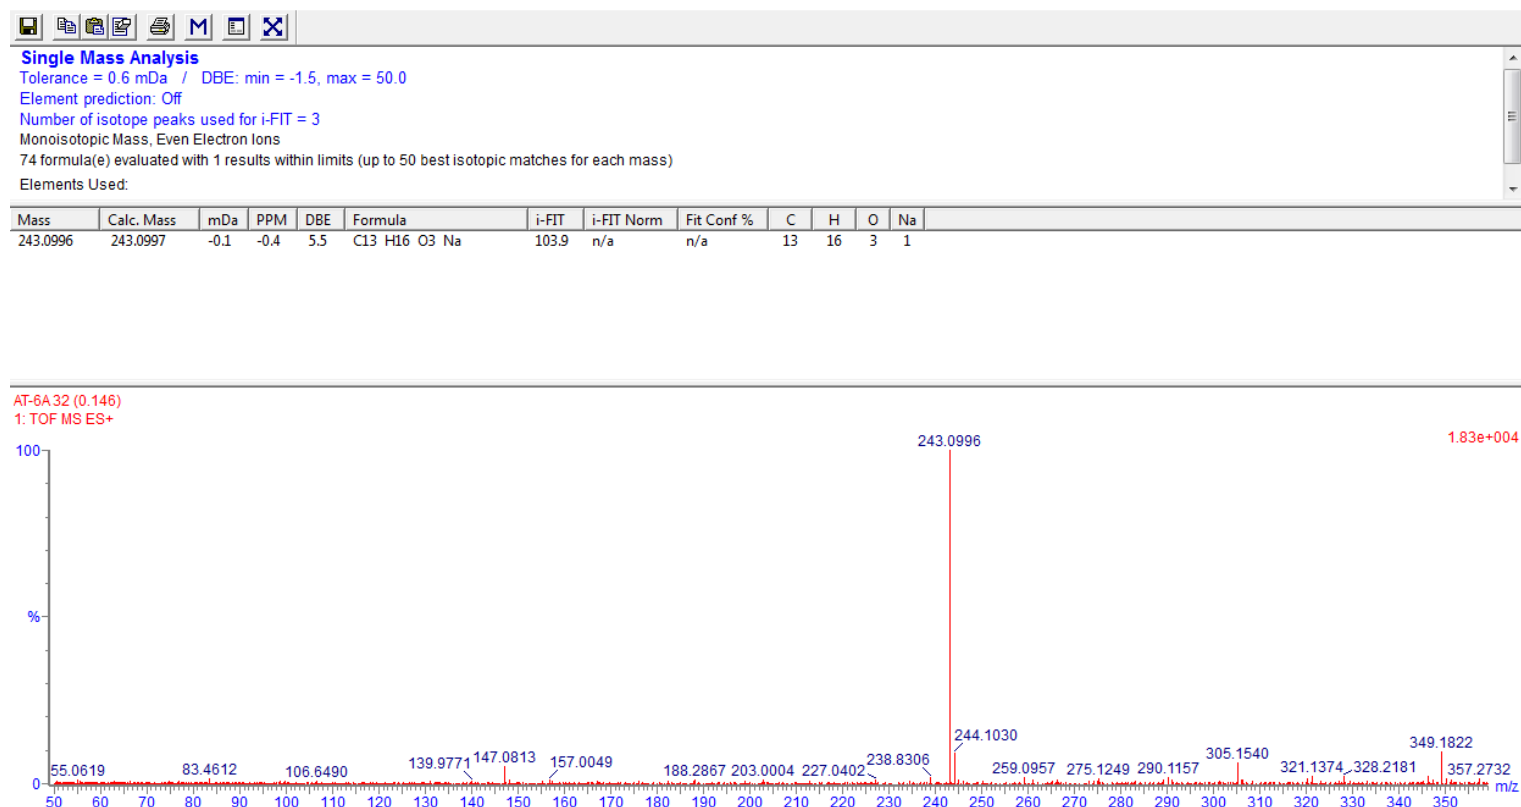 M
Single Mass Analysis
Tolerance = 0.6 mDa / DBE: min = -1.5, max = 50.0
Element prediction: Off
Number of isotope peaks used for i-FIT = 3
Monoisotopic Mass, Even Electron Ions
74 formula(e) evaluated with 1 results within limits (up to 50 best isotopic matches for each mass)
Elements Used:
Mass Calc. Mass mDa PPM DBE Formula i-FIT i-FIT Norm Fit Conf % C H O Na
243.0996 243.0997 -0.1 -0.4 5.5 C13 H16 O3 Na 103.9 n/a n/a 13 16 3 1
AT-6A 32 (0.146)
1: TOF MS ES+
1.83e+004
100
%
0
243.0996
55.0619 83.4612 106.6490 139.9771 147.0813 157.0049 188.2867 203.0004 227.0402 238.8306 244.1030 259.0957 275.1249 290.1157 305.1540 321.1374 328.2181 349.1822 357.2732
50 60 70 80 90 100 110 120 130 140 150 160 170 180 190 200 210 220 230 240 250 260 270 280 290 300 310 320 330 340 350 m/z